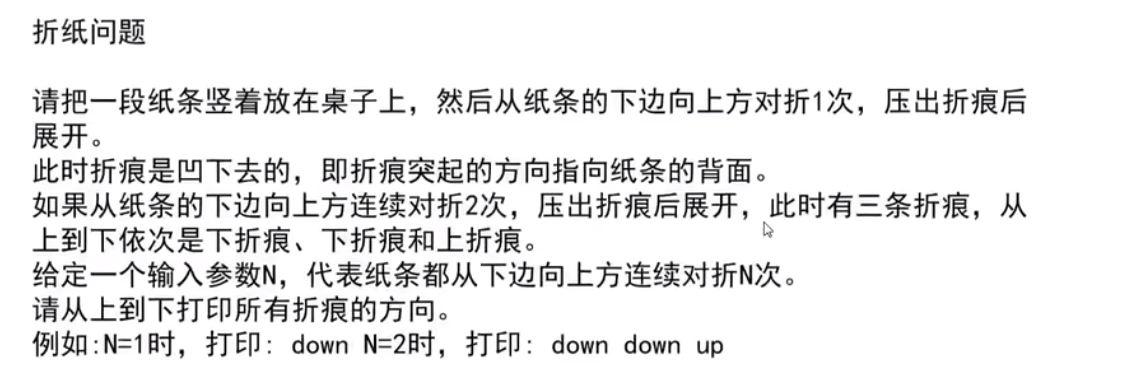 折纸问题
请把一段纸条竖着放在桌子上，然后从纸条的下边向上方对折1次，压出折痕后
展开。
此时折痕是凹下去的，即折痕突起的方向指向纸条的背面。
如果从纸条的下边向上方连续对折2次，压出折痕后展开，此时有三条折痕，从
上到下依次是下折痕、下折痕和上折痕。
给定一个输入参数N，代表纸条都从下边向上方连续对折N次。
请从上到下打印所有折痕的方向。
例如:N=1时，打印: down N=2时，打印: down down up